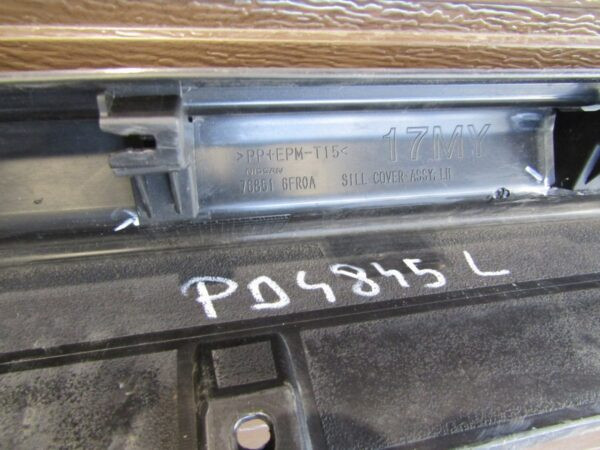 >PP+EPM-T15<
17MY
NISSAN
76851 6FR0A SILL COVER-ASSY,LH
PD4845 L